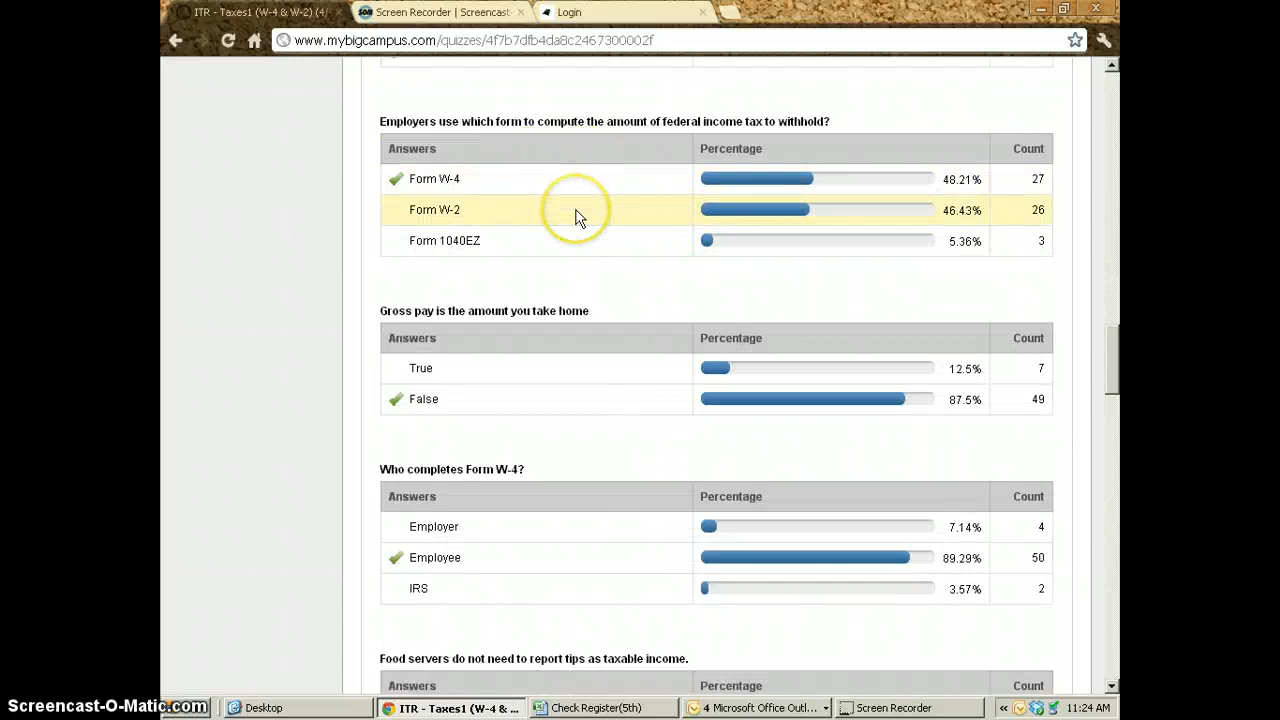 ITR - Taxes1 (W-4 & W-2) (4/
Screen Recorder | Screencast-
Login
www.mybigcampus.com/quizzes/4f7b7dfb4da8c2467300002f
Employers use which form to compute the amount of federal income tax to withhold?
Answers Percentage Count
Form W-4 48.21% 27
Form W-2 46.43% 26
Form 1040EZ 5.36% 3
Gross pay is the amount you take home
Answers Percentage Count
True 12.5% 7
False 87.5% 49
Who completes Form W-4?
Answers Percentage Count
Employer 7.14% 4
Employee 89.29% 50
IRS 3.57% 2
Food servers do not need to report tips as taxable income.
Answers Percentage Count
Screencast-O-Matic.com
Desktop
ITR - Taxes1 (W-4 & ...
Check Register(5th)
4 Microsoft Office Outl...
Screen Recorder
« 11:24 AM